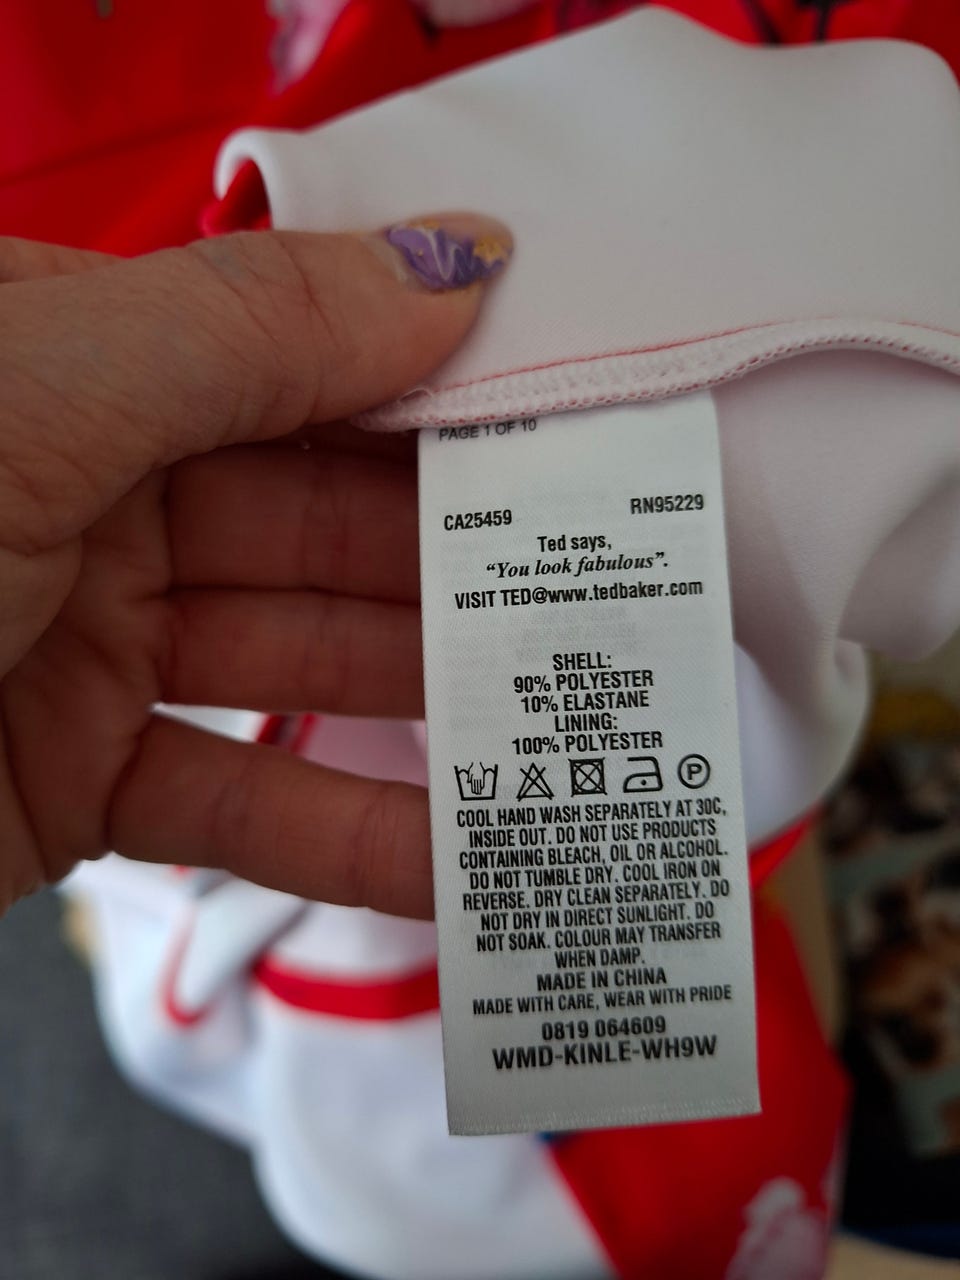 PAGE 1 OF 10
CA25459 RN95229
Ted says,
“You look fabulous”.
VISIT TED@www.tedbaker.com
SHELL:
90% POLYESTER
10% ELASTANE
LINING:
100% POLYESTER
P
COOL HAND WASH SEPARATELY AT 30C,
INSIDE OUT. DO NOT USE PRODUCTS
CONTAINING BLEACH, OIL OR ALCOHOL.
DO NOT TUMBLE DRY. COOL IRON ON
REVERSE. DRY CLEAN SEPARATELY. DO
NOT DRY IN DIRECT SUNLIGHT. DO
NOT SOAK. COLOUR MAY TRANSFER
WHEN DAMP.
MADE IN CHINA
MADE WITH CARE, WEAR WITH PRIDE
0819 064609
WMD-KINLE-WH9W